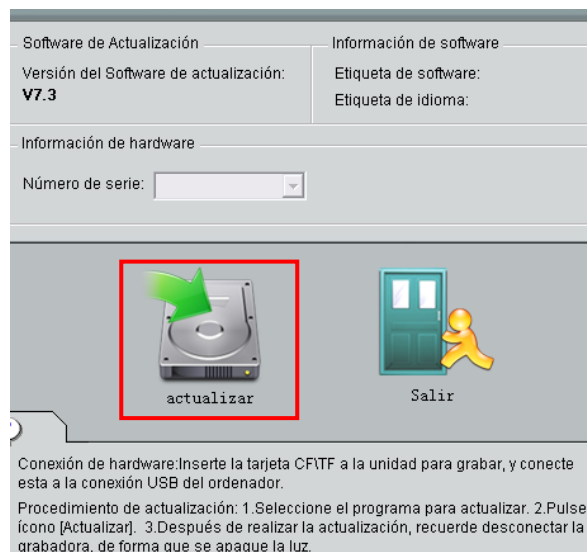 Software de Actualización
Información de software
Versión del Software de actualización:
V7.3
Etiqueta de software:
Etiqueta de idioma:
Información de hardware
Número de serie:
actualizar
Salir
Conexión de hardware:Inserte la tarjeta CF\TF a la unidad para grabar, y conecte
esta a la conexión USB del ordenador.
Procedimiento de actualización: 1.Seleccione el programa para actualizar. 2.Pulse
ícono [Actualizar]. 3.Después de realizar la actualización, recuerde desconectar la
grabadora, de forma que se apague la luz.